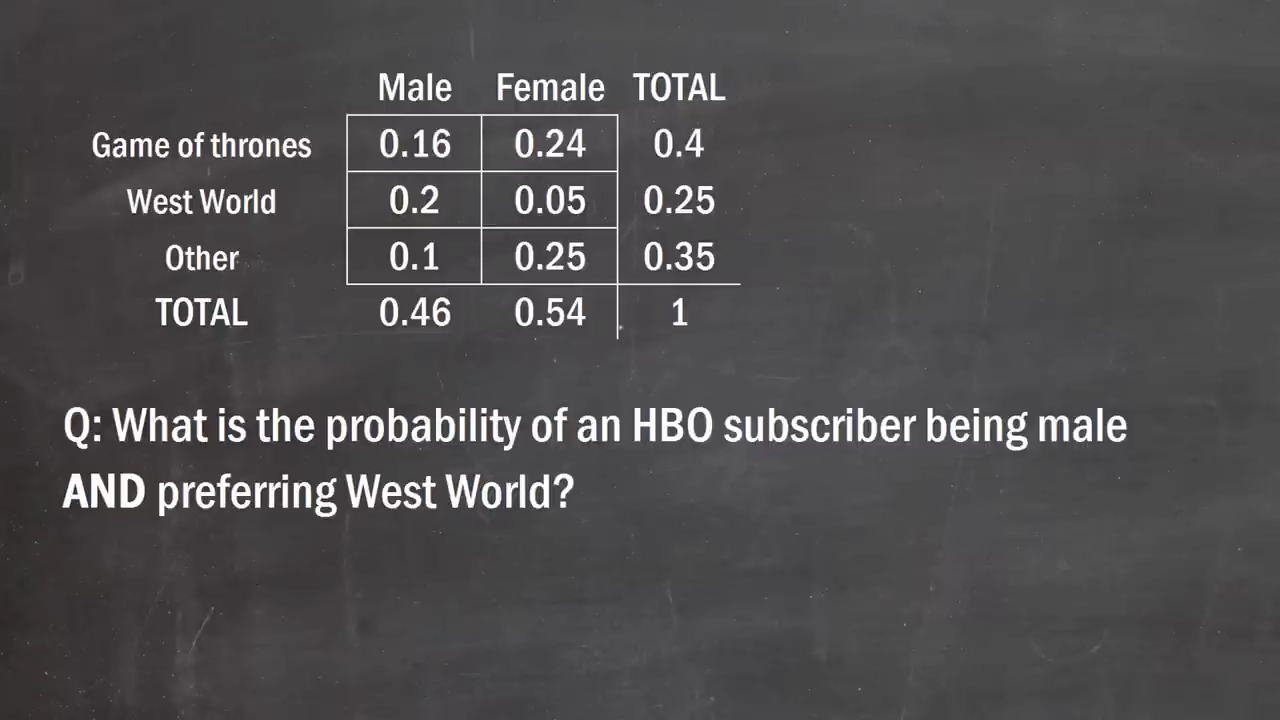 Male Female TOTAL
Game of thrones 0.16 0.24 0.4
West World 0.2 0.05 0.25
Other 0.1 0.25 0.35
TOTAL 0.46 0.54 1
Q: What is the probability of an HBO subscriber being male
AND preferring West World?